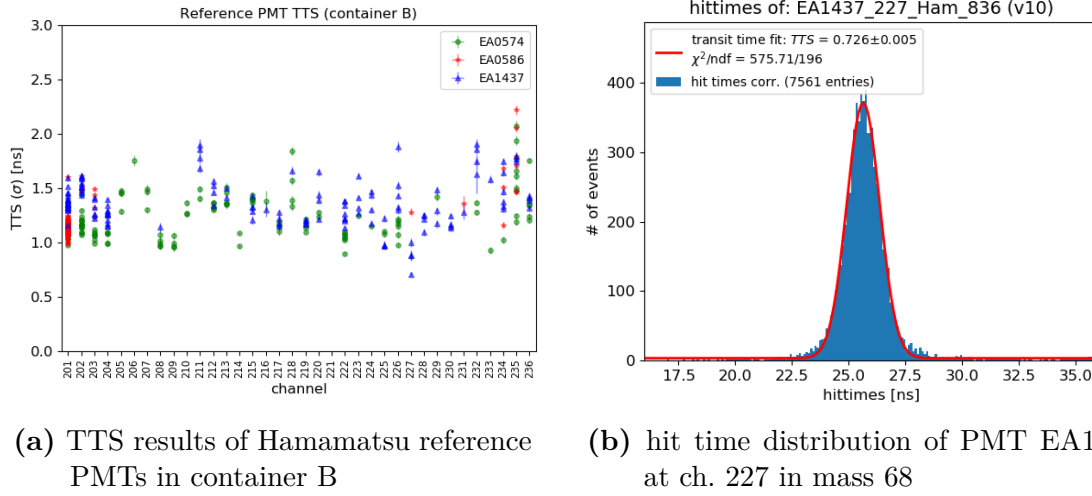 Reference PMT TTS (container B)
3.0
2.5
2.0
1.5
1.0
0.5
0.0
TTS (σ) [ns]
EA0574
EA0586
EA1437
201 202 203 204 205 206 207 208 209 210 211 212 213 214 215 216 217 218 219 220 221 222 223 224 225 226 227 228 229 230 231 232 233 234 235 236
channel
hittimes of: EA1437_227_Ham_836 (v10)
transit time fit: TTS = 0.726±0.005
χ²/ndf = 575.71/196
hit times corr. (7561 entries)
400
300
200
100
0
# of events
17.5 20.0 22.5 25.0 27.5 30.0 32.5 35.0
hittimes [ns]
(a) TTS results of Hamamatsu reference
PMTs in container B
(b) hit time distribution of PMT EA1
at ch. 227 in mass 68